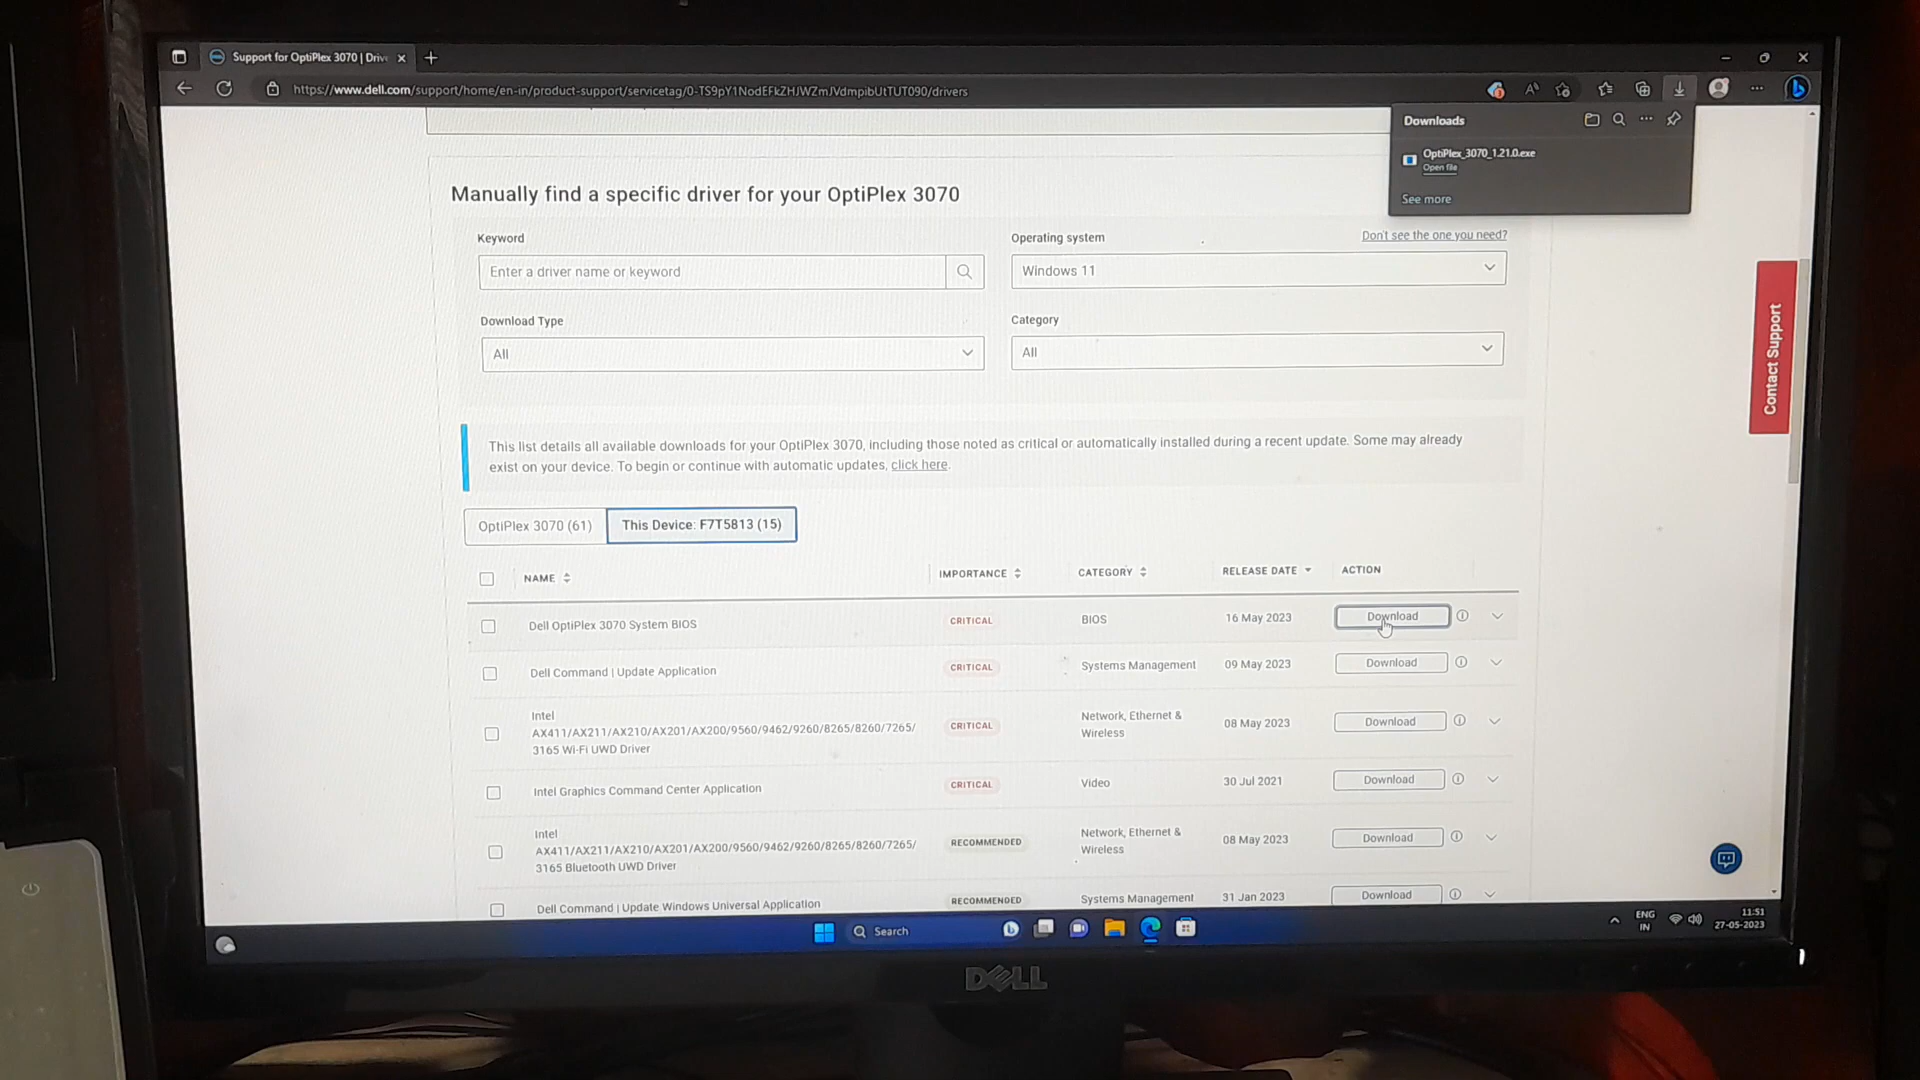 Support for OptiPlex 3070 | Drive
https://www.dell.com/support/home/en-in/product-support/servicetag/0-TS9pY1NodEFkZHJWZmJVdmpibUtTUT090/drivers
Downloads
OptiPlex_3070_1.21.0.exe
Open file
See more
Manually find a specific driver for your OptiPlex 3070
Keyword
Operating system
Don't see the one you need?
Enter a driver name or keyword
Windows 11
Download Type
Category
All
All
Contact Support
This list details all available downloads for your OptiPlex 3070, including those noted as critical or automatically installed during a recent update. Some may already
exist on your device. To begin or continue with automatic updates, click here.
OptiPlex 3070 (61)
This Device: F7T5813 (15)
NAME IMPORTANCE CATEGORY RELEASE DATE ACTION
Dell OptiPlex 3070 System BIOS CRITICAL BIOS 16 May 2023 Download
Dell Command | Update Application CRITICAL Systems Management 09 May 2023 Download
Intel
AX411/AX211/AX210/AX201/AX200/9560/9462/9260/8265/8260/7265/
3165 Wi-Fi UWD Driver
CRITICAL
Network, Ethernet &
Wireless
08 May 2023
Download
Intel Graphics Command Center Application CRITICAL Video 30 Jul 2021 Download
Intel
AX411/AX211/AX210/AX201/AX200/9560/9462/9260/8265/8260/7265/
3165 Bluetooth UWD Driver
RECOMMENDED
Network, Ethernet &
Wireless
08 May 2023
Download
Dell Command | Update Windows Universal Application RECOMMENDED Systems Management 31 Jan 2023 Download
Search
ENG
IN
11:51
27-05-2023
DELL